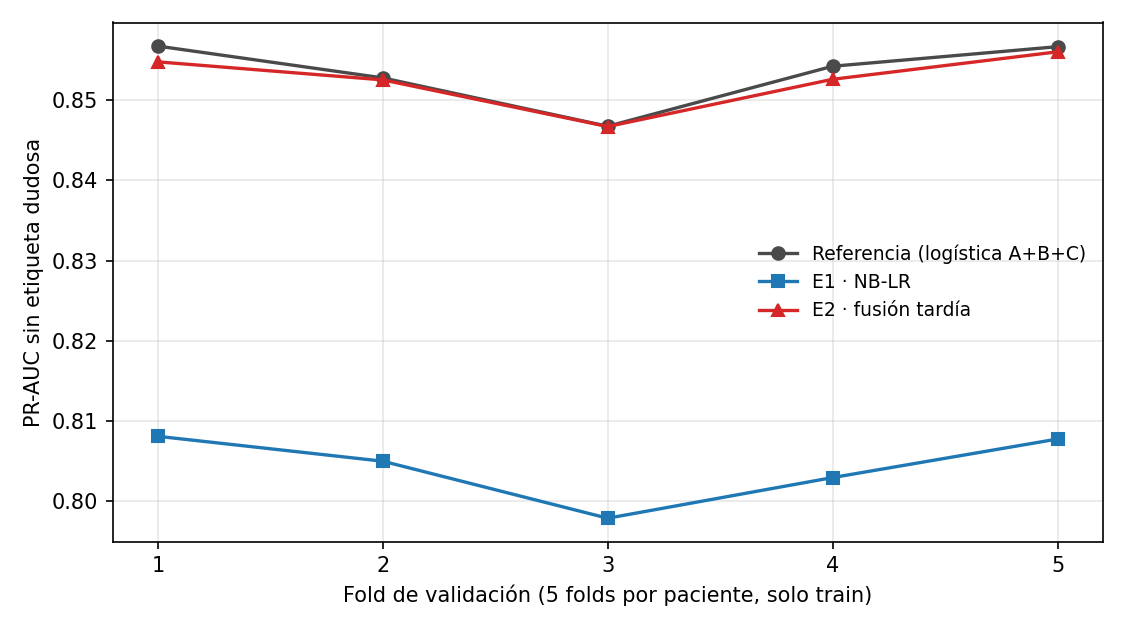 PR-AUC sin etiqueta dudosa
0.85
0.84
0.83
0.82
0.81
0.80
Referencia (logística A+B+C)
E1 · NB-LR
E2 · fusión tardía
1 2 3 4 5
Fold de validación (5 folds por paciente, solo train)